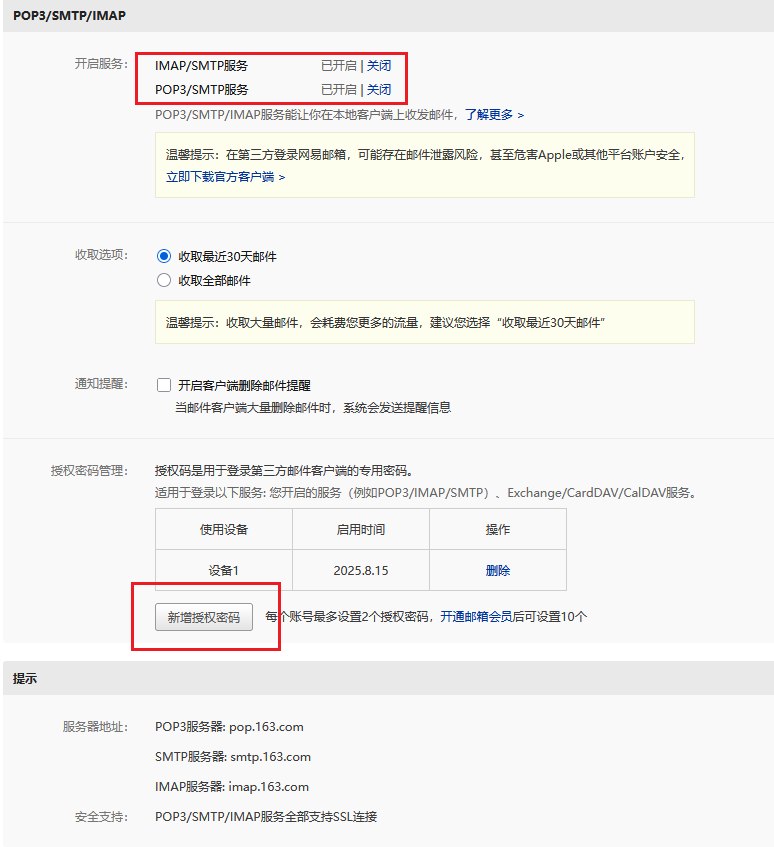 POP3/SMTP/IMAP
开启服务: IMAP/SMTP服务 已开启 | 关闭
POP3/SMTP服务 已开启 | 关闭
POP3/SMTP/IMAP服务能让你在本地客户端上收发邮件，了解更多 >
温馨提示：在第三方登录网易邮箱，可能存在邮件泄露风险，甚至危害Apple或其他平台账户安全，
立即下载官方客户端 >
收取选项: 收取最近30天邮件
收取全部邮件
温馨提示：收取大量邮件，会耗费您更多的流量，建议您选择“收取最近30天邮件”
通知提醒: 开启客户端删除邮件提醒
当邮件客户端大量删除邮件时，系统会发送提醒信息
授权密码管理: 授权码是用于登录第三方邮件客户端的专用密码。
适用于登录以下服务: 您开启的服务（例如POP3/IMAP/SMTP）、Exchange/CardDAV/CalDAV服务。
使用设备 启用时间 操作
设备1 2025.8.15 删除
新增授权密码 每个账号最多设置2个授权密码，开通邮箱会员后可设置10个
提示
服务器地址: POP3服务器: pop.163.com
SMTP服务器: smtp.163.com
IMAP服务器: imap.163.com
安全支持: POP3/SMTP/IMAP服务全部支持SSL连接